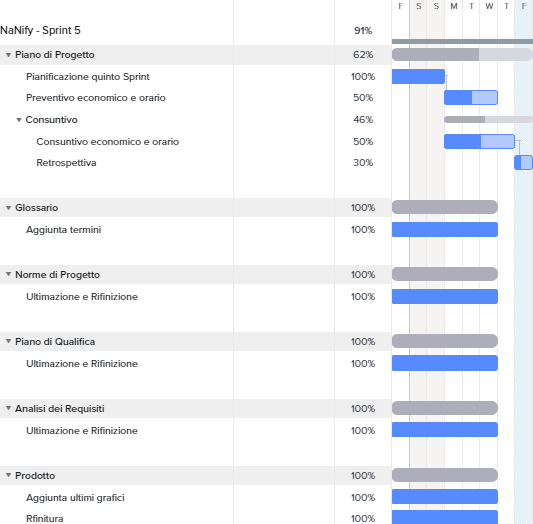 F S S M T W T F
NaNify - Sprint 5 91%
Piano di Progetto 62%
Pianificazione quinto Sprint 100%
Preventivo economico e orario 50%
Consuntivo 46%
Consuntivo economico e orario 50%
Retrospettiva 30%
Glossario 100%
Aggiunta termini 100%
Norme di Progetto 100%
Ultimazione e Rifinizione 100%
Piano di Qualifica 100%
Ultimazione e Rifinizione 100%
Analisi dei Requisiti 100%
Ultimazione e Rifinizione 100%
Prodotto 100%
Aggiunta ultimi grafici 100%
Rfinitura 100%